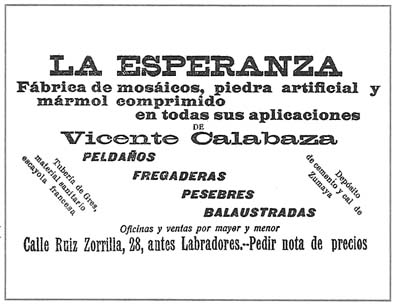 LA ESPERANZA
Fábrica de mosáicos, piedra artificial y
mármol comprimido
en todas sus aplicaciones
DE
Vicente Calabaza
PELDAÑOS
FREGADERAS
PESEBRES
BALAUSTRADAS
Tubería de Gres,
material sanitario
escayola francesa
Depósito
de cemento y cal de
Zumaya
Oficinas y ventas por mayor y menor
Calle Ruiz Zorrilla, 28, antes Labradores.--Pedir nota de precios